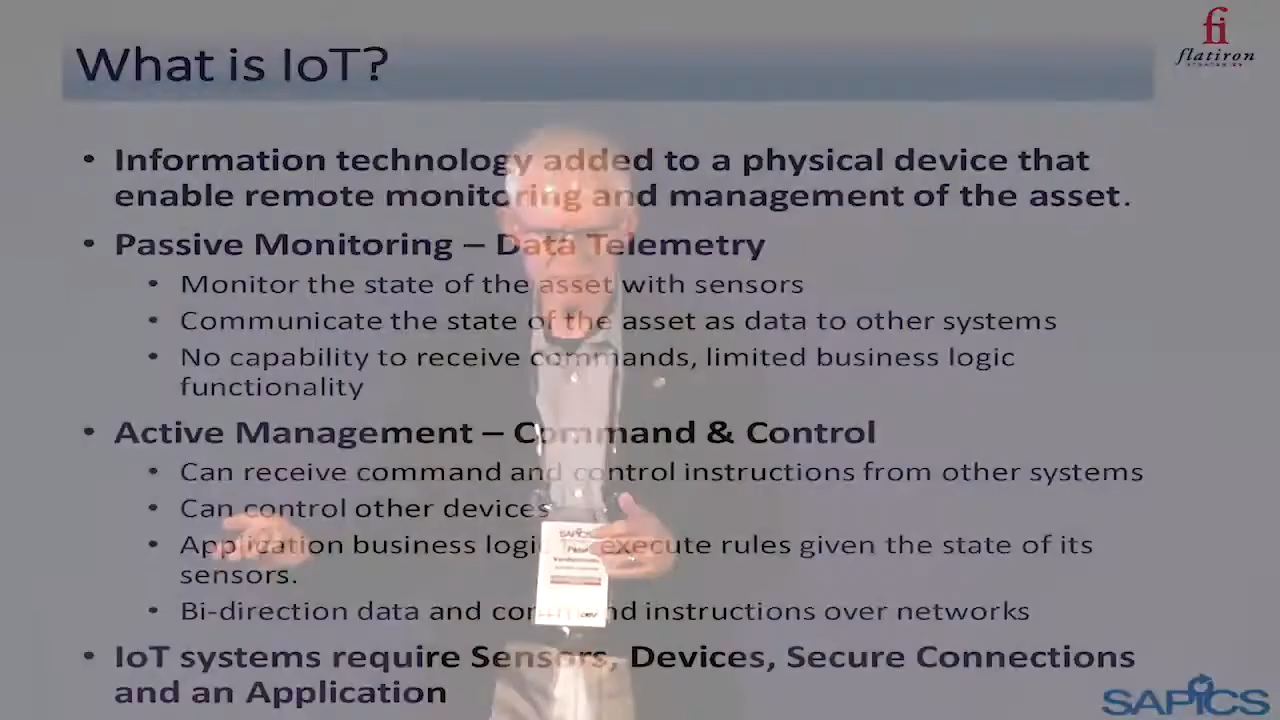 What is IoT?
fi
flatiron
• Information technology added to a physical device that
enable remote monitoring and management of the asset.
• Passive Monitoring – Data Telemetry
• Monitor the state of the asset with sensors
• Communicate the state of the asset as data to other systems
• No capability to receive commands, limited business logic
functionality
• Active Management – Command & Control
• Can receive command and control instructions from other systems
• Can control other devices
• Application business logic execute rules given the state of its
sensors.
• Bi-direction data and command instructions over networks
• IoT systems require Sensors, Devices, Secure Connections
and an Application
SAPICS
SAPICS